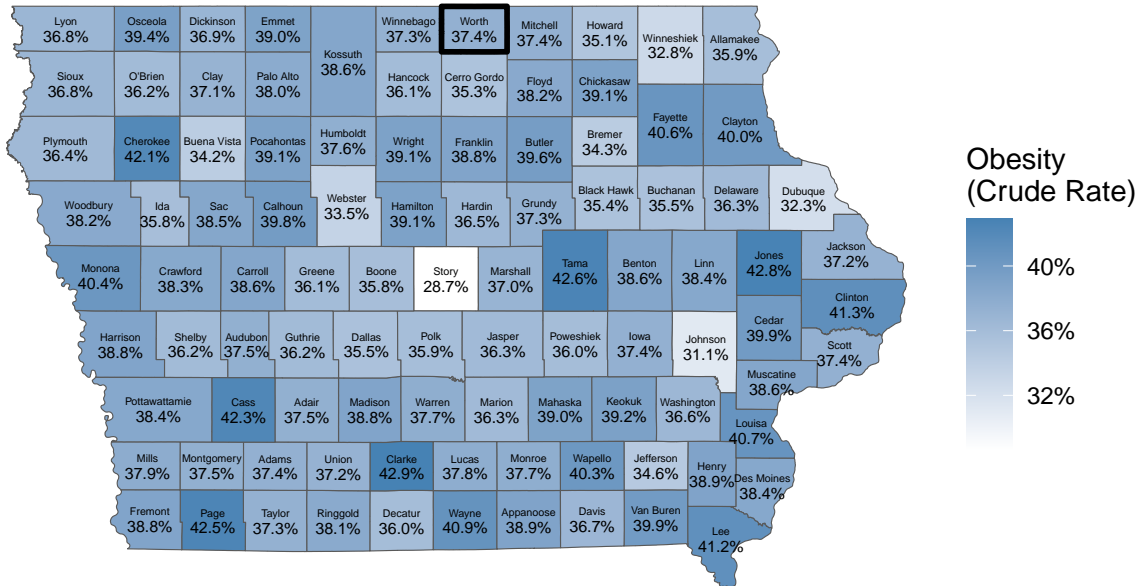 Lyon
36.8%
Osceola
39.4%
Dickinson
36.9%
Emmet
39.0%
Kossuth
38.6%
Winnebago
37.3%
Worth
37.4%
Mitchell
37.4%
Howard
35.1%
Winneshiek
32.8%
Allamakee
35.9%
Sioux
36.8%
O'Brien
36.2%
Clay
37.1%
Palo Alto
38.0%
Hancock
36.1%
Cerro Gordo
35.3%
Floyd
38.2%
Chickasaw
39.1%
Fayette
40.6%
Clayton
40.0%
Plymouth
36.4%
Cherokee
42.1%
Buena Vista
34.2%
Pocahontas
39.1%
Humboldt
37.6%
Wright
39.1%
Franklin
38.8%
Butler
39.6%
Bremer
34.3%
Woodbury
38.2%
Ida
35.8%
Sac
38.5%
Calhoun
39.8%
Webster
33.5%
Hamilton
39.1%
Hardin
36.5%
Grundy
37.3%
Black Hawk
35.4%
Buchanan
35.5%
Delaware
36.3%
Dubuque
32.3%
Monona
40.4%
Crawford
38.3%
Carroll
38.6%
Greene
36.1%
Boone
35.8%
Story
28.7%
Marshall
37.0%
Tama
42.6%
Benton
38.6%
Linn
38.4%
Jones
42.8%
Jackson
37.2%
Clinton
41.3%
Harrison
38.8%
Shelby
36.2%
Audubon
37.5%
Guthrie
36.2%
Dallas
35.5%
Polk
35.9%
Jasper
36.3%
Poweshiek
36.0%
Iowa
37.4%
Johnson
31.1%
Cedar
39.9%
Scott
37.4%
Muscatine
38.6%
Pottawattamie
38.4%
Cass
42.3%
Adair
37.5%
Madison
38.8%
Warren
37.7%
Marion
36.3%
Mahaska
39.0%
Keokuk
39.2%
Washington
36.6%
Louisa
40.7%
Mills
37.9%
Montgomery
37.5%
Adams
37.4%
Union
37.2%
Clarke
42.9%
Lucas
37.8%
Monroe
37.7%
Wapello
40.3%
Jefferson
34.6%
Henry
38.9%
Des Moines
38.4%
Fremont
38.8%
Page
42.5%
Taylor
37.3%
Ringgold
38.1%
Decatur
36.0%
Wayne
40.9%
Appanoose
38.9%
Davis
36.7%
Van Buren
39.9%
Lee
41.2%
Obesity
(Crude Rate)
40%
36%
32%